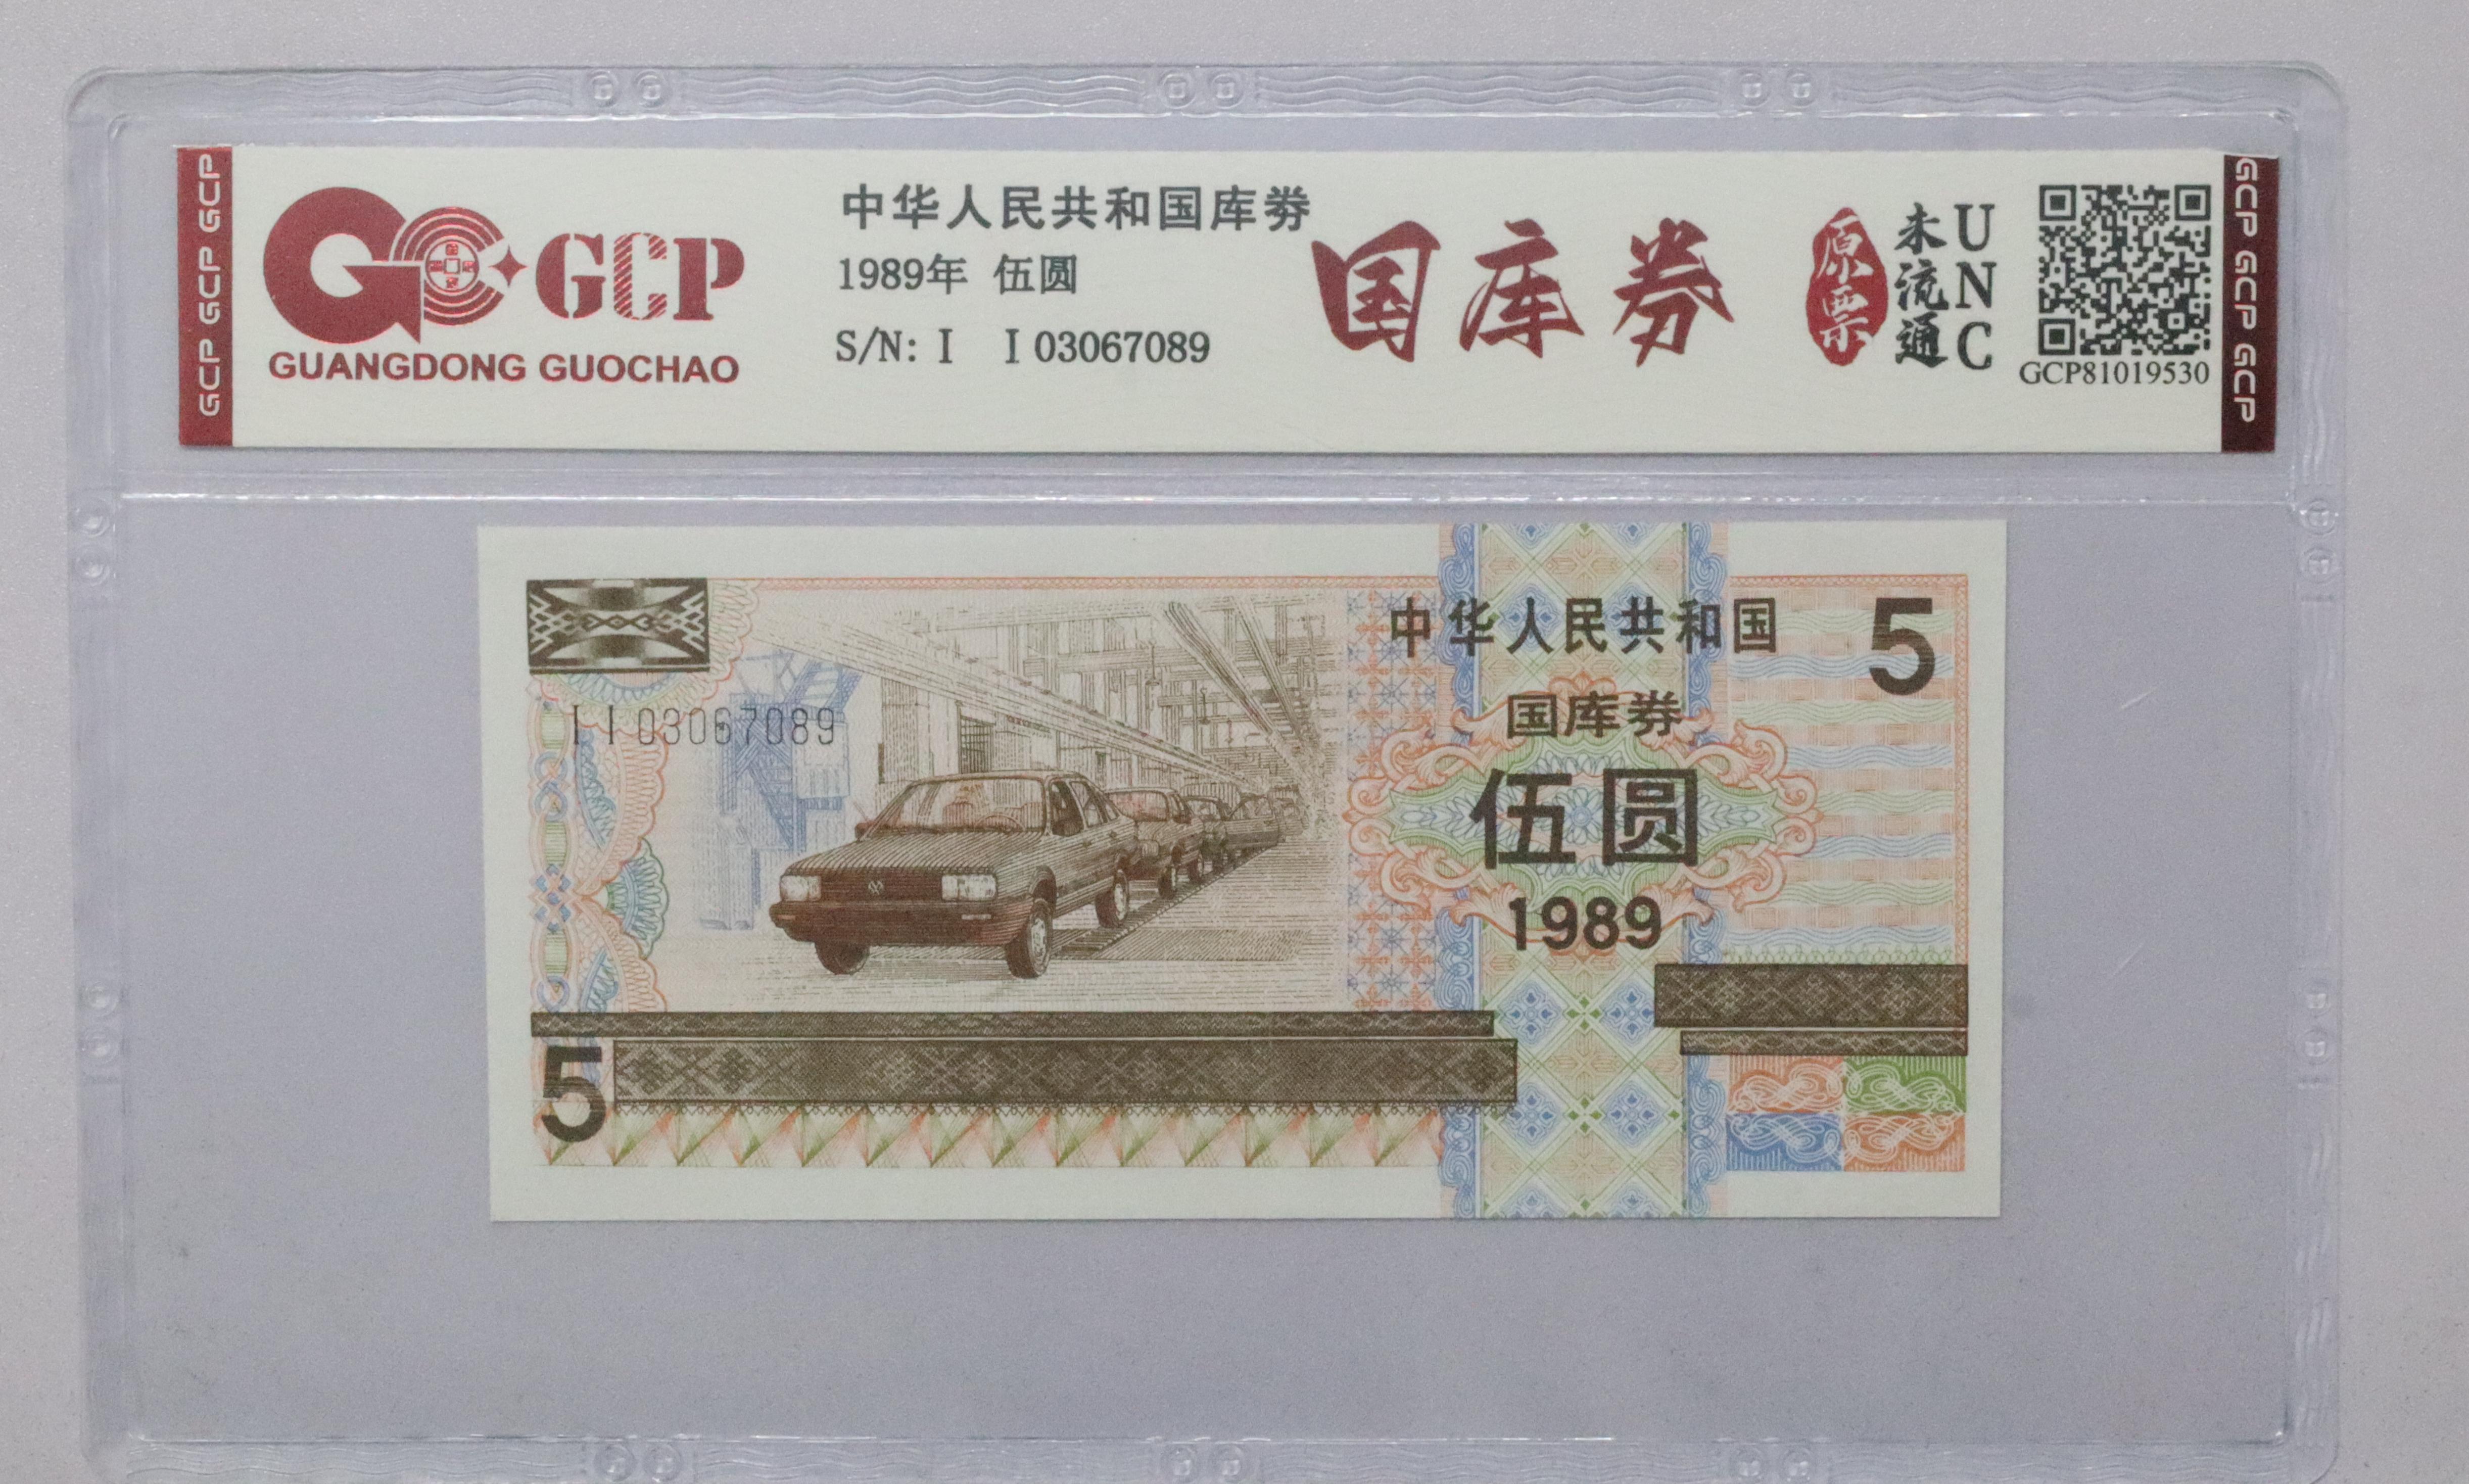 GCP GCP GCP
GCP
GUANGDONG GUOCHAO
中华人民共和国库券
1989年 伍圆
S/N: I I 03067089
国库券
原票
未流通
UNC
GCP81019530
GCP GCP GCP
中华人民共和国
5
国库券
I I 03067089
伍圆
1989
5